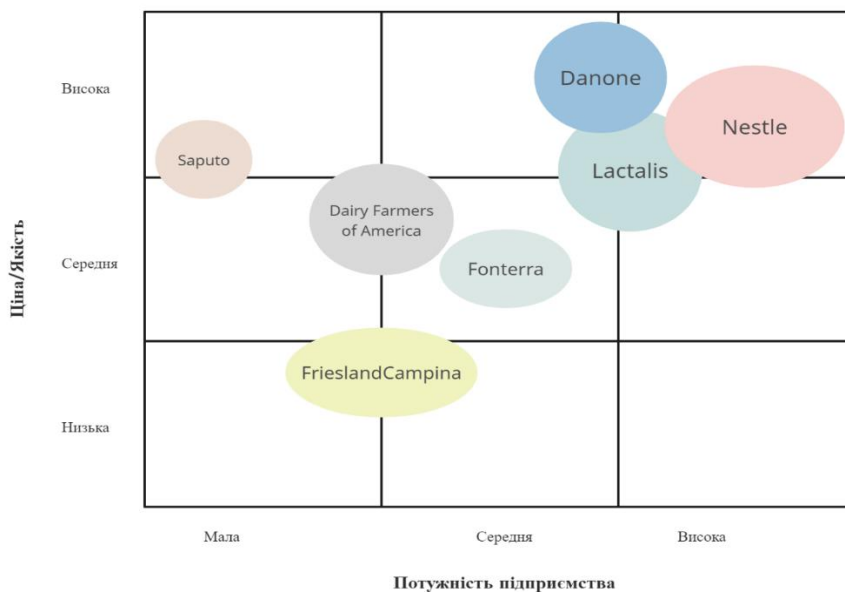 Висока
Danone
Nestle
Saputo
Lactalis
Dairy Farmers
of America
Ціна/Якість
Середня
Fonterra
FrieslandCampina
Низька
Мала
Середня
Висока
Потужність підприємства